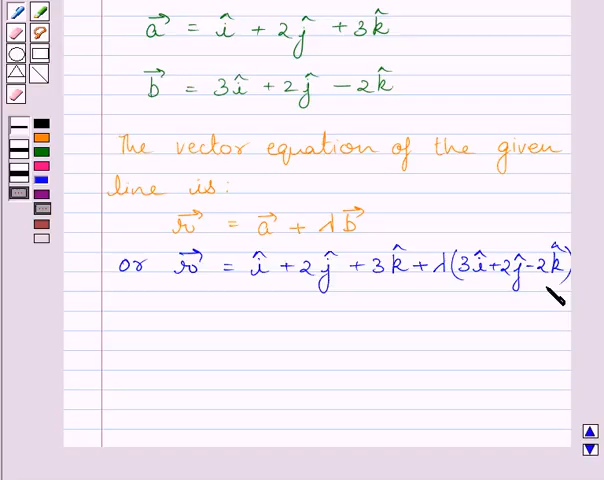 a⃗ = î + 2ĵ + 3k̂
b⃗ = 3î + 2ĵ - 2k̂
The vector equation of the given
line is:
r⃗ = a⃗ + λb⃗
or r⃗ = î + 2ĵ + 3k̂ + λ(3î+2ĵ-2k̂)